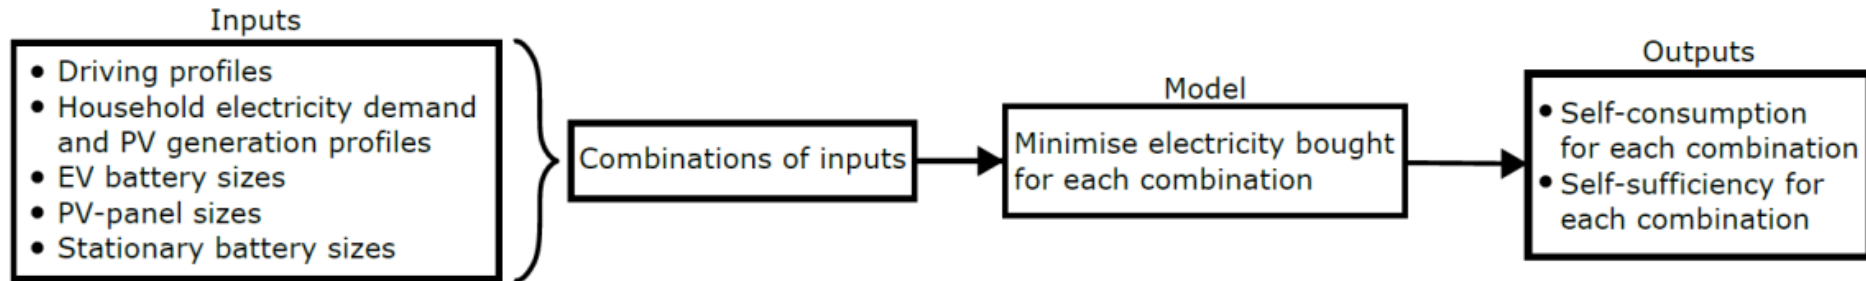 Inputs
• Driving profiles
• Household electricity demand
and PV generation profiles
• EV battery sizes
• PV-panel sizes
• Stationary battery sizes
Combinations of inputs
Model
Minimise electricity bought
for each combination
Outputs
• Self-consumption
for each combination
• Self-sufficiency for
each combination